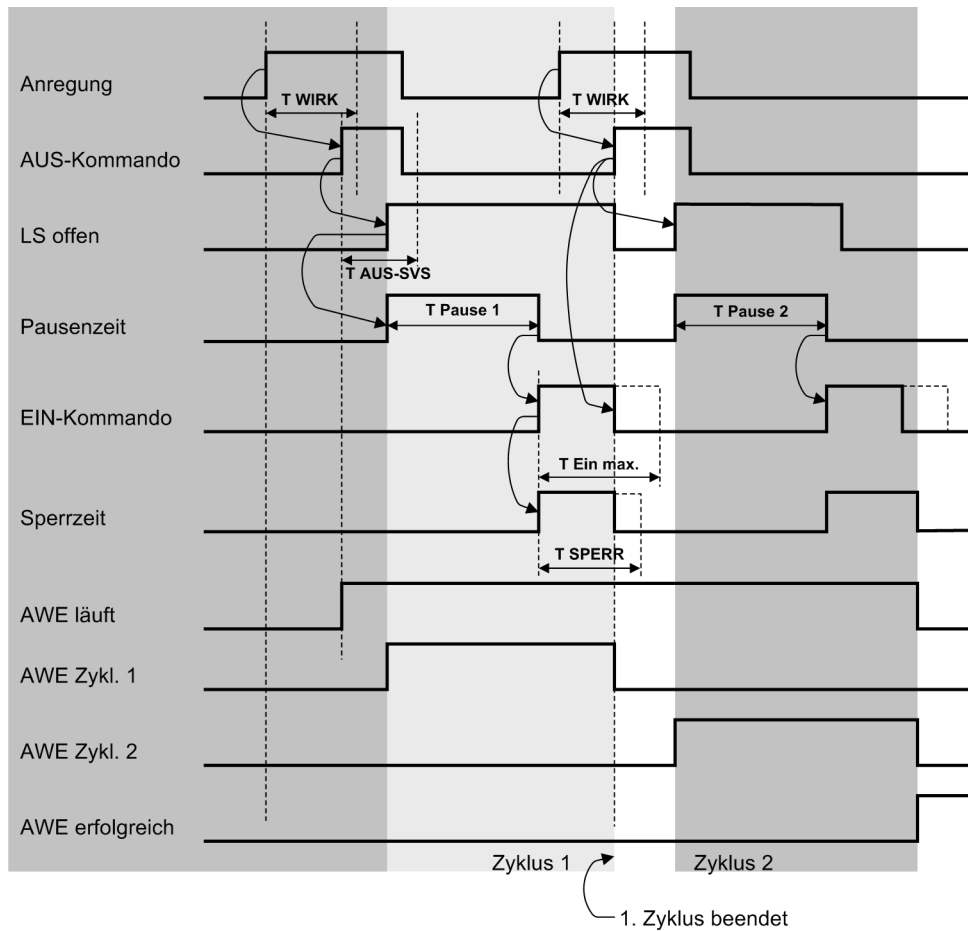 Anregung
T WIRK
T WIRK
AUS-Kommando
LS offen
T AUS-SVS
Pausenzeit
T Pause 1
T Pause 2
EIN-Kommando
T Ein max.
Sperrzeit
T SPERR
AWE läuft
AWE Zykl. 1
AWE Zykl. 2
AWE erfolgreich
Zyklus 1
Zyklus 2
1. Zyklus beendet